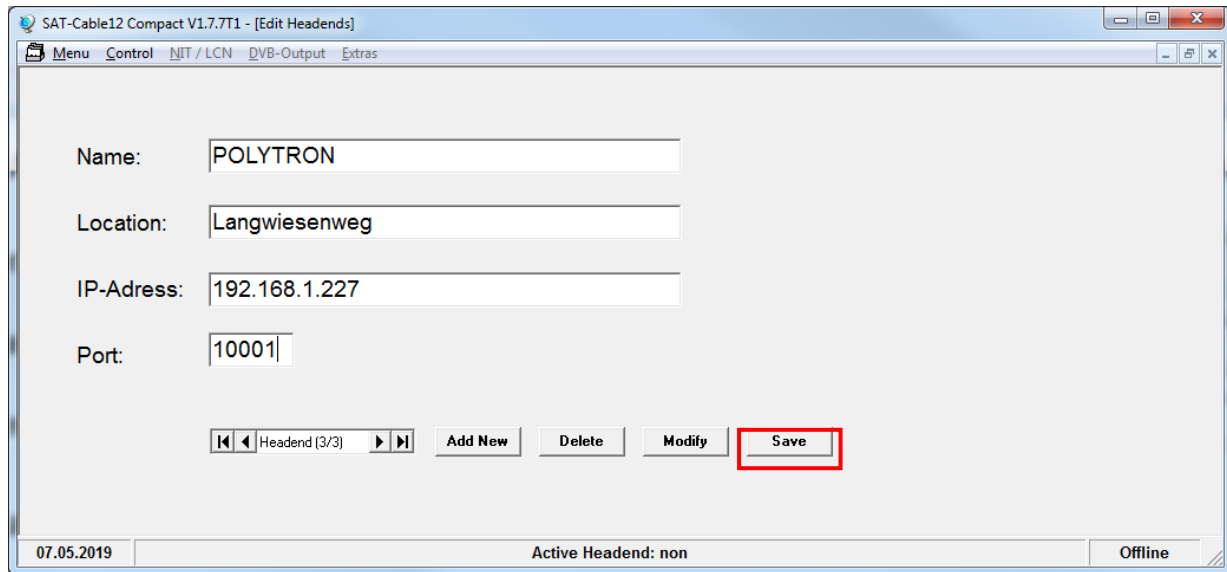 SAT-Cable12 Compact V1.7.7T1 - [Edit Headends]
Menu Control NIT / LCN DVB-Output Extras
Name: POLYTRON
Location: Langwiesenweg
IP-Adress: 192.168.1.227
Port: 10001
Headend (3/3) Add New Delete Modify Save
07.05.2019 Active Headend: non Offline